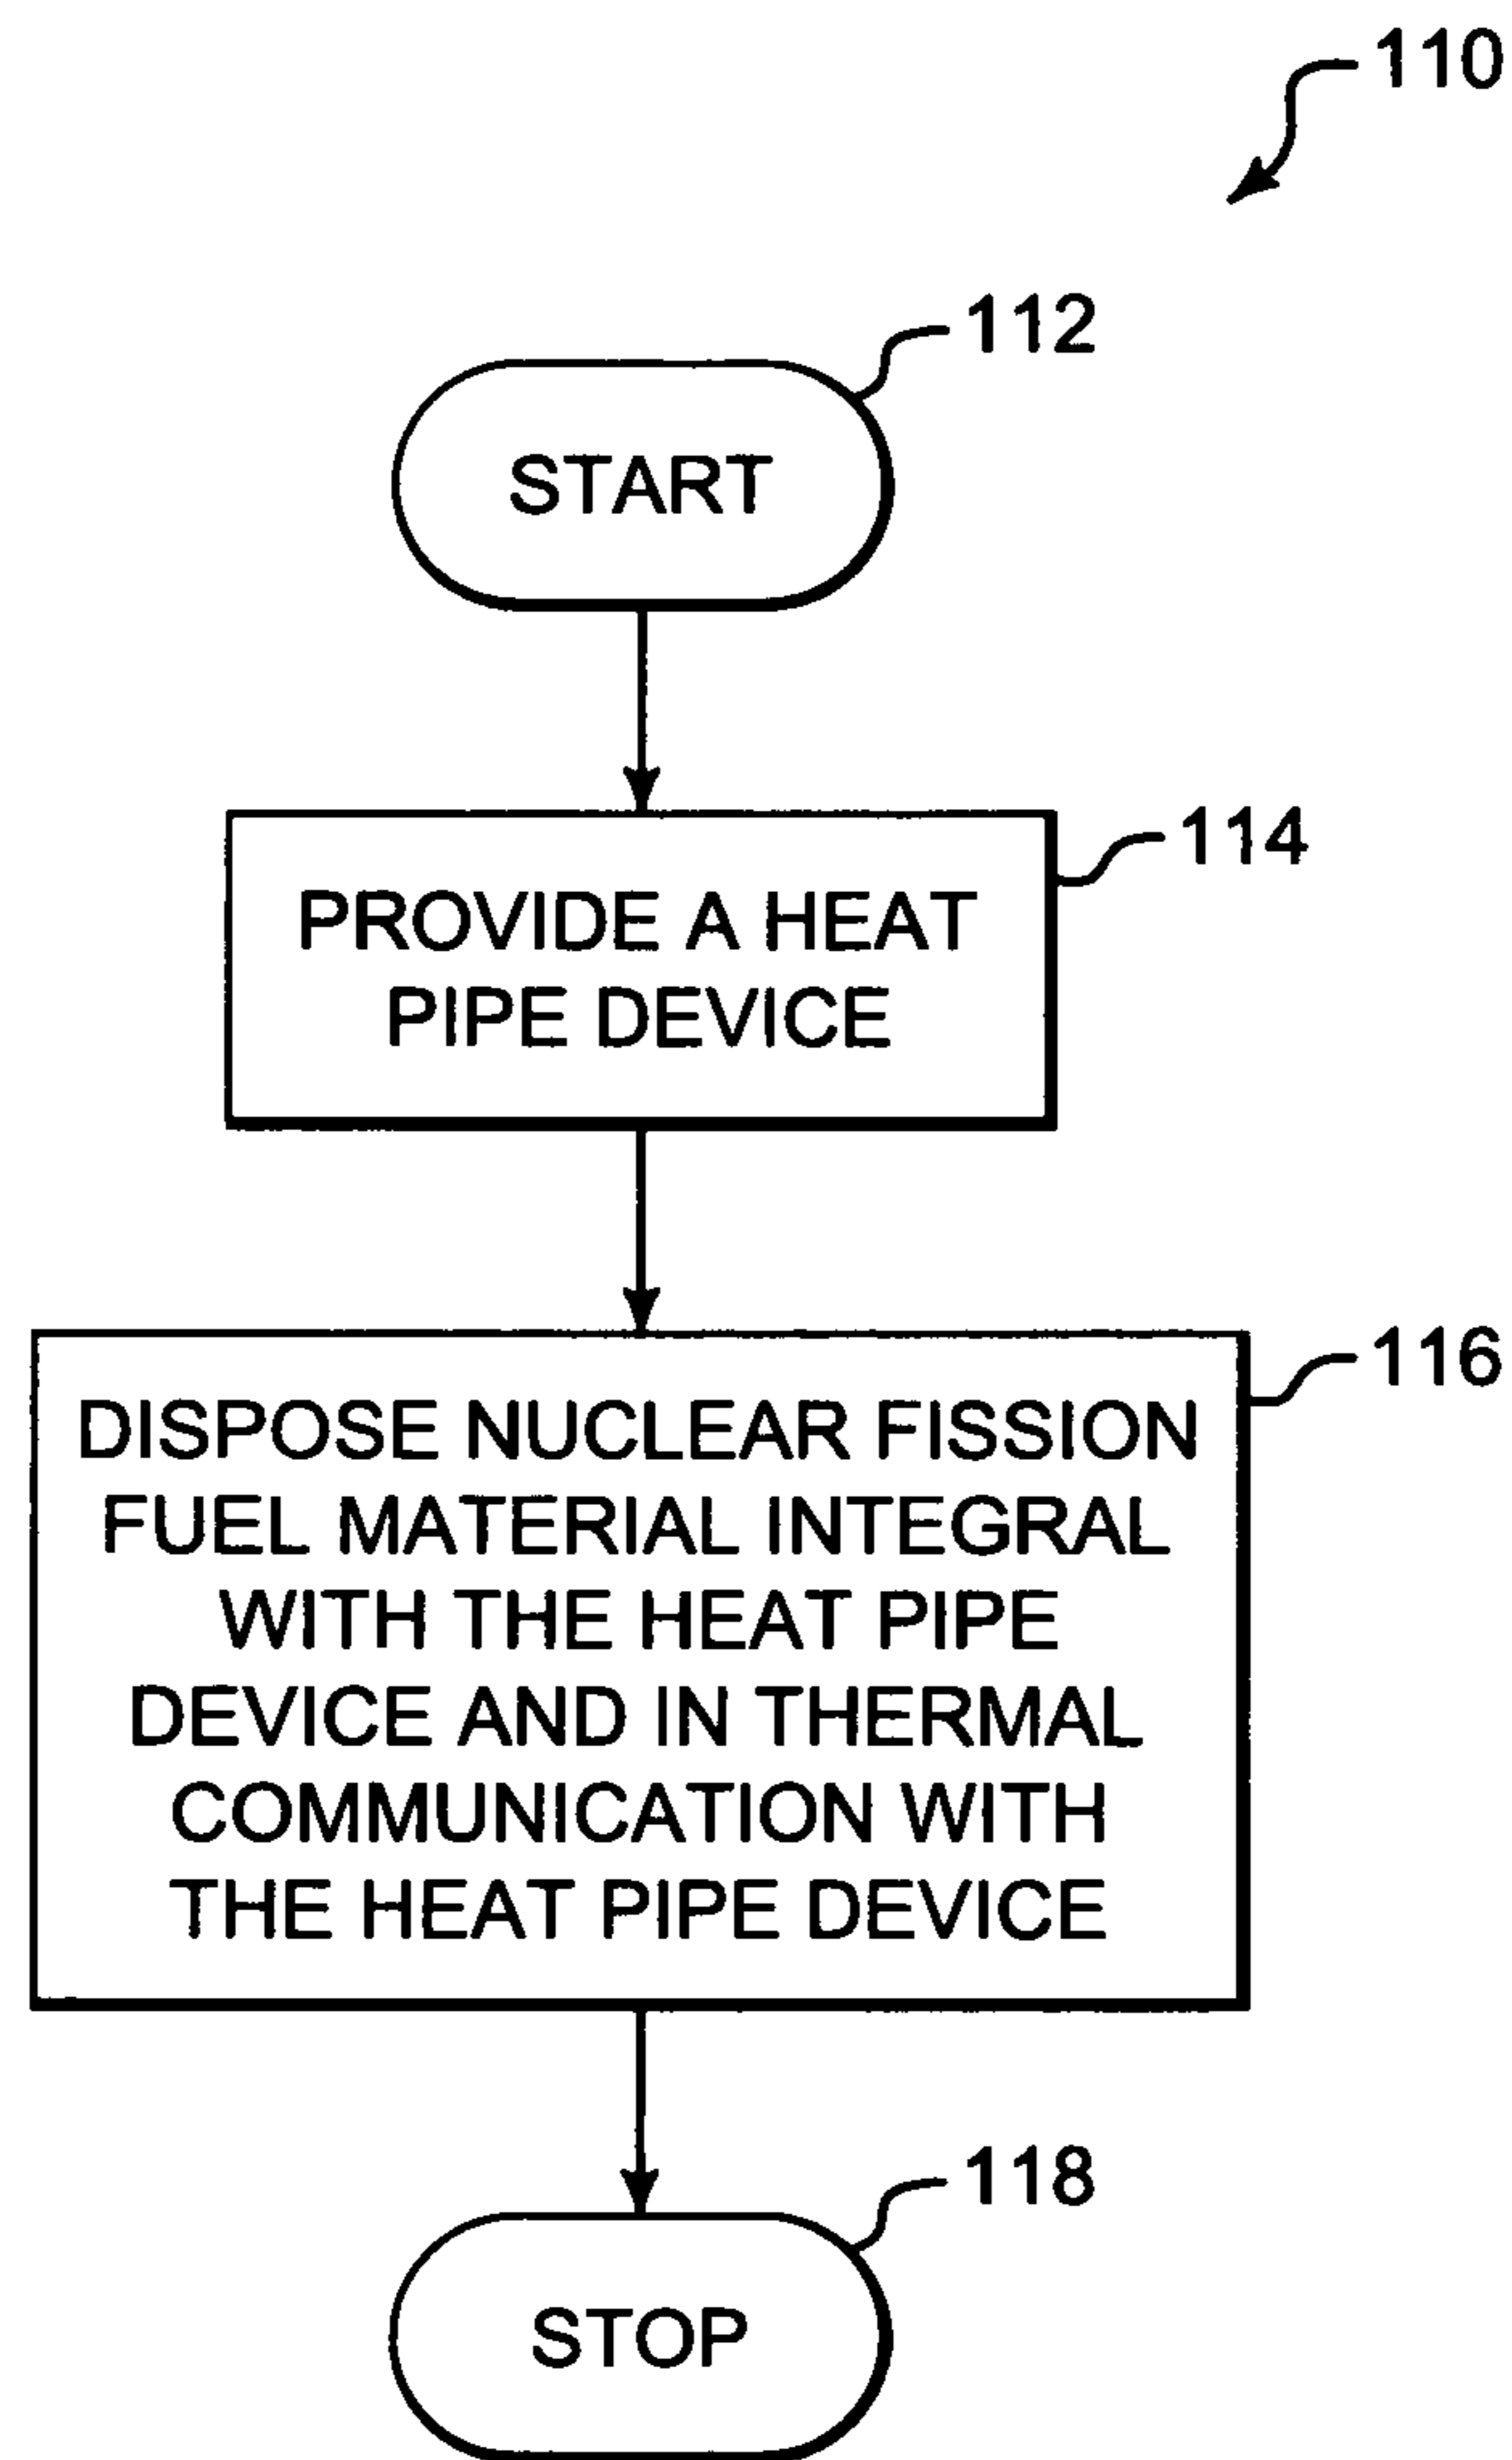 110
112
START
114
PROVIDE A HEAT
PIPE DEVICE
116
DISPOSE NUCLEAR FISSION
FUEL MATERIAL INTEGRAL
WITH THE HEAT PIPE
DEVICE AND IN THERMAL
COMMUNICATION WITH
THE HEAT PIPE DEVICE
118
STOP